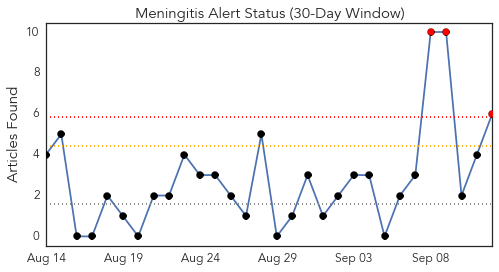 Meningitis Alert Status (30-Day Window)
Articles Found
10
8
6
4
2
0
Aug 14
Aug 19
Aug 24
Aug 29
Sep 03
Sep 08